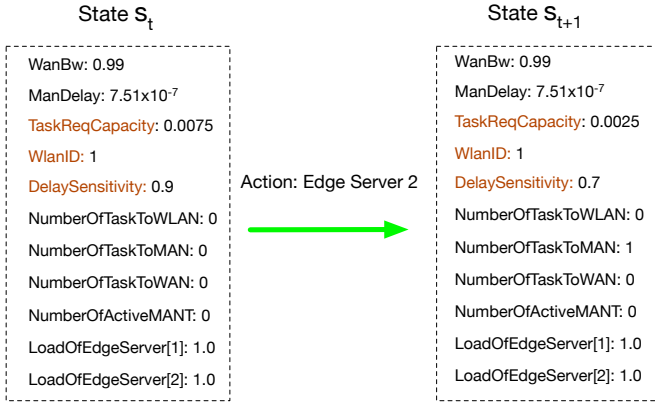 State S_t
WanBw: 0.99
ManDelay: 7.51x10^-7
TaskReqCapacity: 0.0075
WlanID: 1
DelaySensitivity: 0.9
NumberOfTaskToWLAN: 0
NumberOfTaskToMAN: 0
NumberOfTaskToWAN: 0
NumberOfActiveMANT: 0
LoadOfEdgeServer[1]: 1.0
LoadOfEdgeServer[2]: 1.0
Action: Edge Server 2
State S_t+1
WanBw: 0.99
ManDelay: 7.51x10^-7
TaskReqCapacity: 0.0025
WlanID: 1
DelaySensitivity: 0.7
NumberOfTaskToWLAN: 0
NumberOfTaskToMAN: 1
NumberOfTaskToWAN: 0
NumberOfActiveMANT: 0
LoadOfEdgeServer[1]: 1.0
LoadOfEdgeServer[2]: 1.0